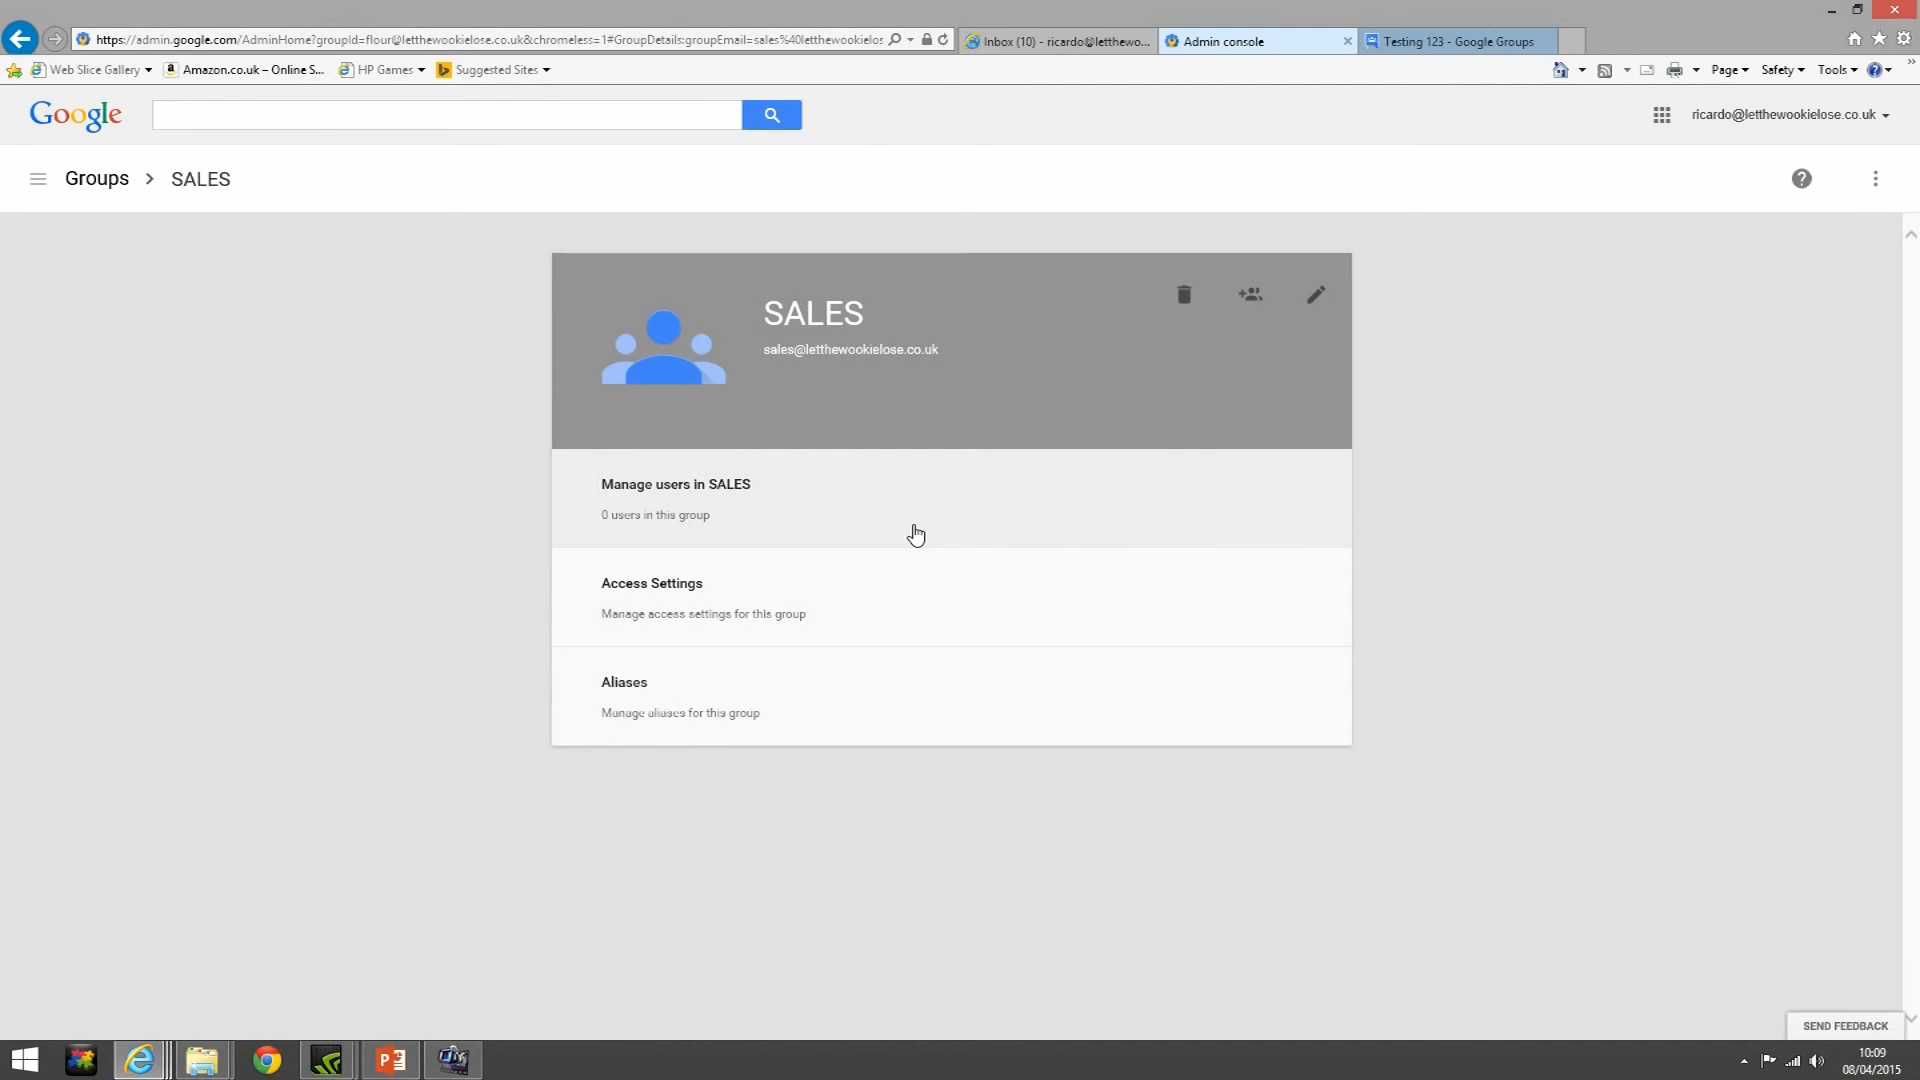 https://admin.google.com/AdminHome?groupId=flour@letthewookielose.co.uk&chromeless=1#GroupDetails:groupEmail=sales%40letthewookielos
Inbox (10) - ricardo@letthewo...
Admin console
Testing 123 - Google Groups
Web Slice Gallery
Amazon.co.uk – Online S...
HP Games
Suggested Sites
Page
Safety
Tools
Google
ricardo@letthewookielose.co.uk
Groups > SALES
SALES
sales@letthewookielose.co.uk
Manage users in SALES
0 users in this group
Access Settings
Manage access settings for this group
Aliases
Manage aliases for this group
SEND FEEDBACK
10:09
08/04/2015